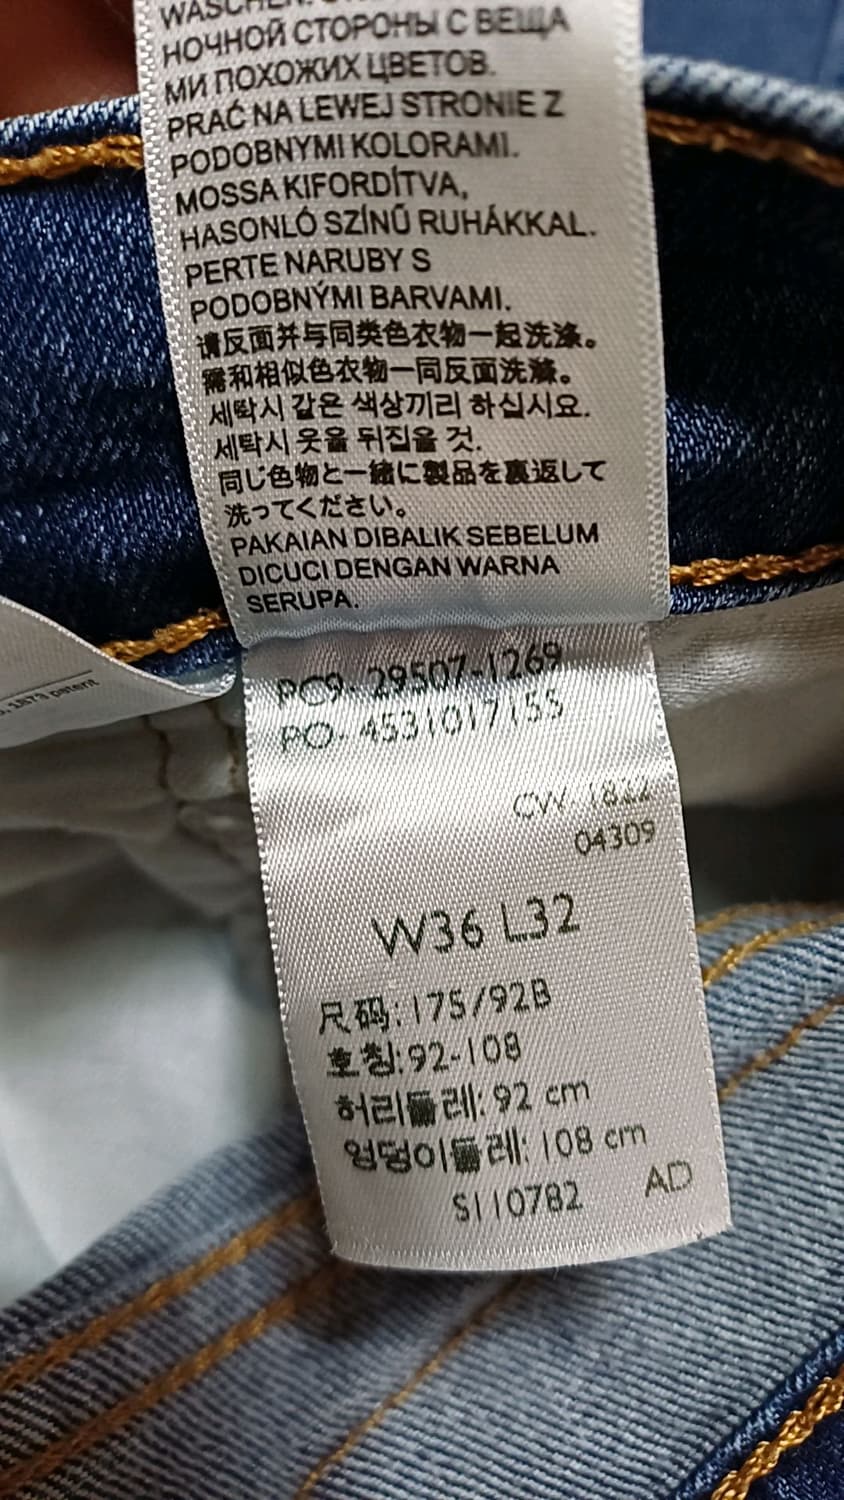 WASCHEN.
НОЧНОЙ СТОРОНЫ С ВЕЩА
МИ ПОХОЖИХ ЦВЕТОВ.
PRAĆ NA LEWEJ STRONIE Z
PODOBNYMI KOLORAMI.
MOSSA KIFORDÍTVA,
HASONLÓ SZÍNŰ RUHÁKKAL.
PERTE NARUBY S
PODOBNÝMI BARVAMI.
请反面并与同类色衣物一起洗涤。
需和相似色衣物一同反面洗滌。
세탁시 같은 색상끼리 하십시요.
세탁시 옷을 뒤집을 것.
同じ色物と一緒に製品を裏返して
洗ってください。
PAKAIAN DIBALIK SEBELUM
DICUCI DENGAN WARNA
SERUPA.
1873 patent
PC9- 29507-1269
PO- 4531017155
CW- 1822
04309
W36 L32
尺码:175/92B
호칭:92-108
허리둘레: 92 cm
엉덩이둘레: 108 cm
S110782 AD